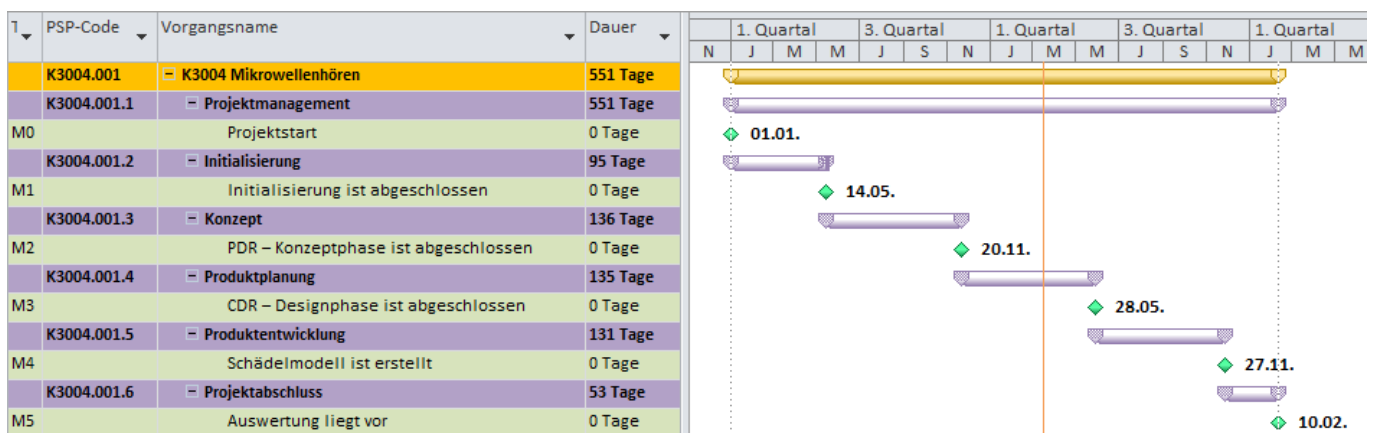 T PSP-Code Vorgangsname Dauer 1. Quartal 3. Quartal 1. Quartal 3. Quartal 1. Quartal
N J M M J S N J M M J S N J M M
K3004.001 K3004 Mikrowellenhören 551 Tage
K3004.001.1 Projektmanagement 551 Tage
M0 Projektstart 0 Tage 01.01.
K3004.001.2 Initialisierung 95 Tage
M1 Initialisierung ist abgeschlossen 0 Tage 14.05.
K3004.001.3 Konzept 136 Tage
M2 PDR – Konzeptphase ist abgeschlossen 0 Tage 20.11.
K3004.001.4 Produktplanung 135 Tage
M3 CDR – Designphase ist abgeschlossen 0 Tage 28.05.
K3004.001.5 Produktentwicklung 131 Tage
M4 Schädelmodell ist erstellt 0 Tage 27.11.
K3004.001.6 Projektabschluss 53 Tage
M5 Auswertung liegt vor 0 Tage 10.02.